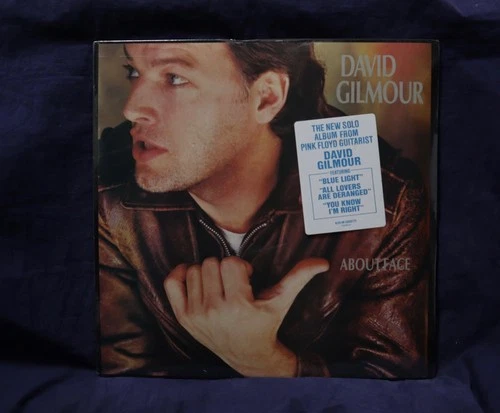 DAVID
GILMOUR
THE NEW SOLO
ALBUM FROM
PINK FLOYD GUITARIST
DAVID
GILMOUR
FEATURING
"BLUE LIGHT"
"ALL LOVERS
ARE DERANGED"
"YOU KNOW
I'M RIGHT"
ABOUT FACE